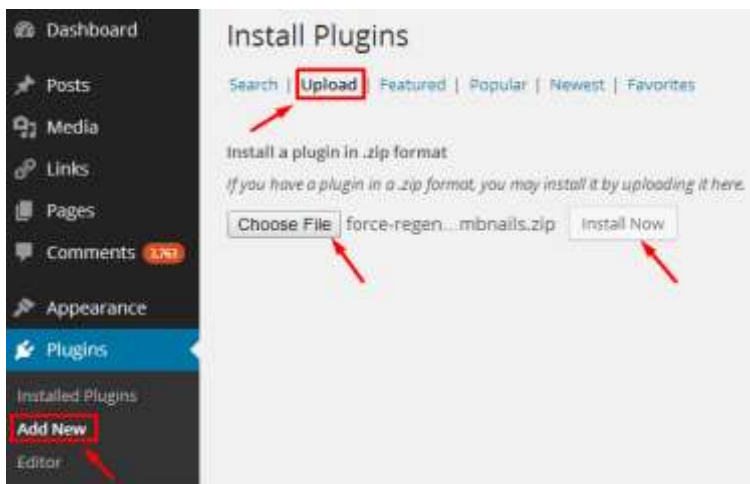 Dashboard
Posts
Media
Links
Pages
Comments
Appearance
Plugins
Installed Plugins
Add New
Editor
Install Plugins
Search | Upload | Featured | Popular | Newest | Favorites
Install a plugin in .zip format
If you have a plugin in a .zip format, you may install it by uploading it here.
Choose File force-regen...mbnails.zip Install Now